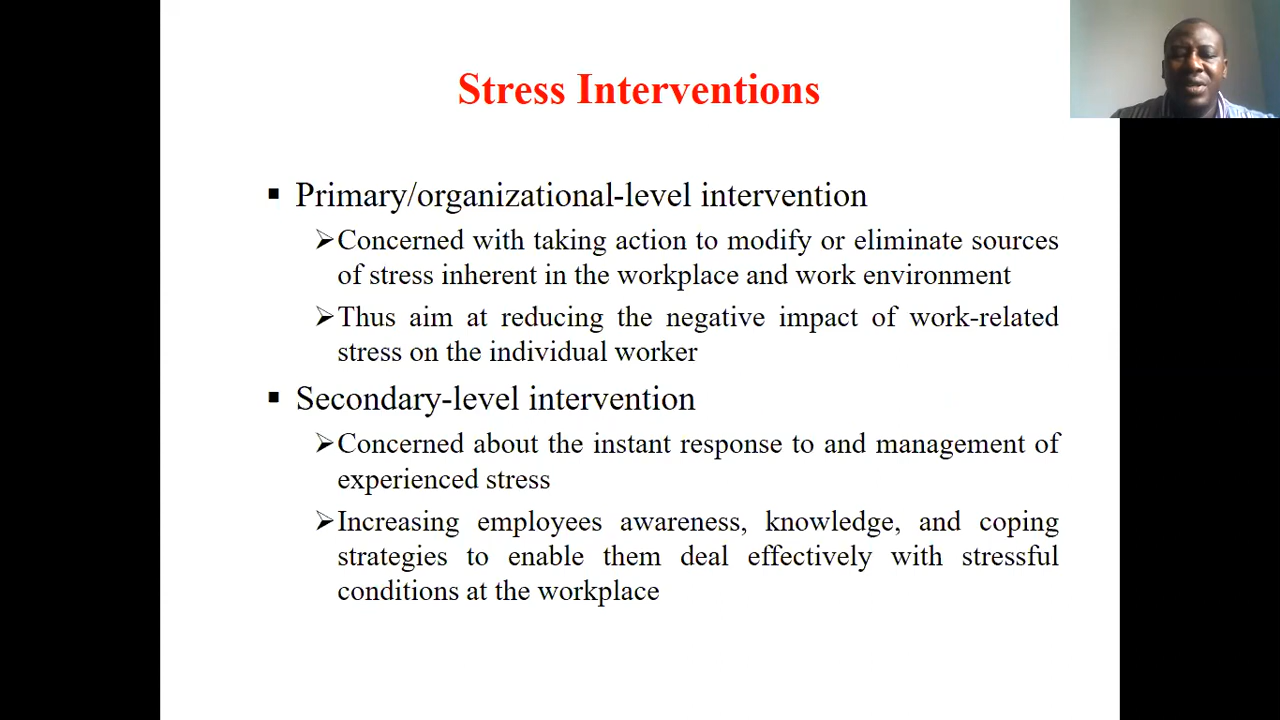 Stress Interventions
▪ Primary/organizational-level intervention
➢Concerned with taking action to modify or eliminate sources
of stress inherent in the workplace and work environment
➢Thus aim at reducing the negative impact of work-related
stress on the individual worker
▪ Secondary-level intervention
➢Concerned about the instant response to and management of
experienced stress
➢Increasing employees awareness, knowledge, and coping
strategies to enable them deal effectively with stressful
conditions at the workplace